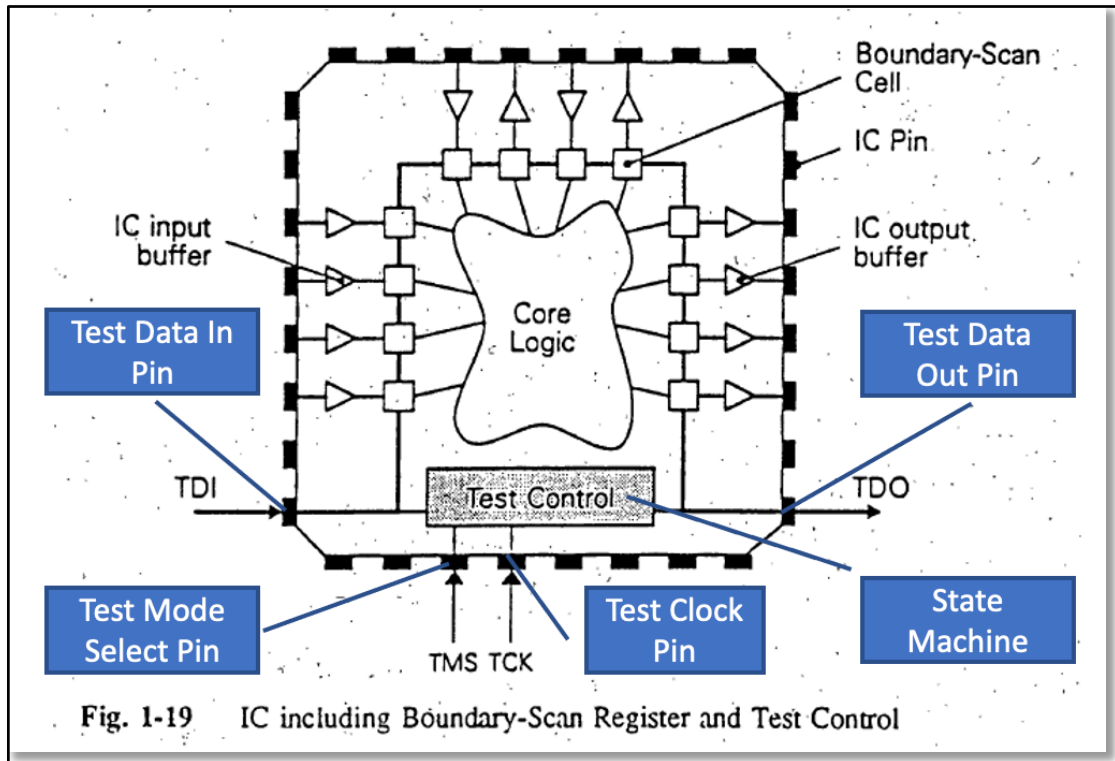 Boundary-Scan
Cell
IC Pin
IC input
buffer
IC output
buffer
Core
Logic
Test Data In
Pin
Test Data
Out Pin
TDI
Test Control
TDO
Test Mode
Select Pin
Test Clock
Pin
State
Machine
TMS TCK
Fig. 1-19 IC including Boundary-Scan Register and Test Control